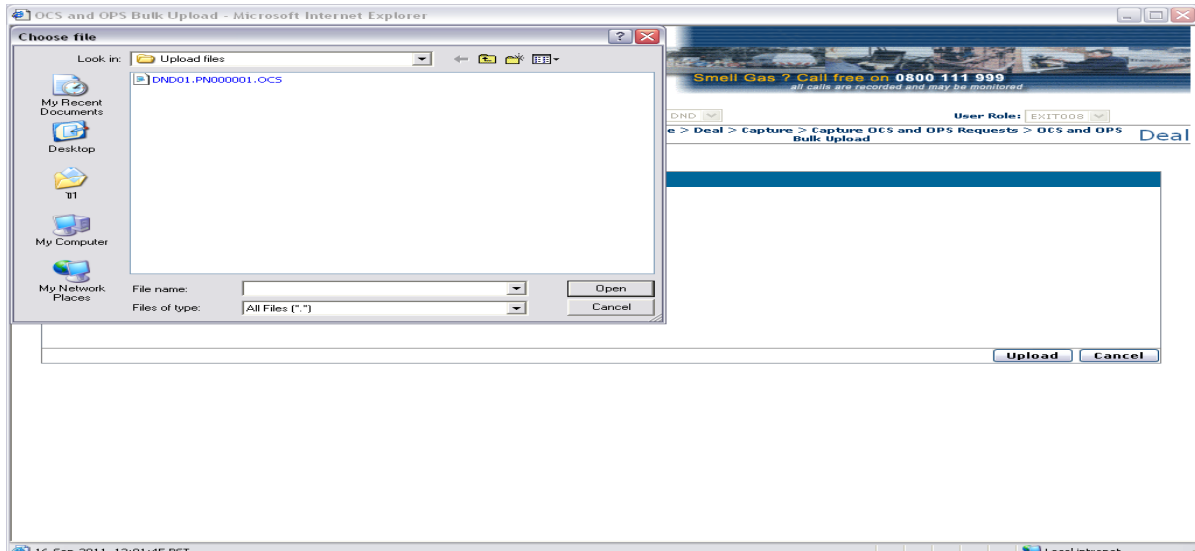 OCS and OPS Bulk Upload - Microsoft Internet Explorer
Choose file
Look in:
Upload files
DND01.PN000001.OCS
My Recent
Documents
Desktop
My Computer
My Network
Places
File name:
Open
Files of type:
All Files (*.*)
Cancel
Smell Gas ? Call free on 0800 111 999
all calls are recorded and may be monitored
DND
User Role: EXIT008
e > Deal > Capture > Capture OCS and OPS Requests > OCS and OPS
Bulk Upload
Deal
Upload
Cancel
Local intranet